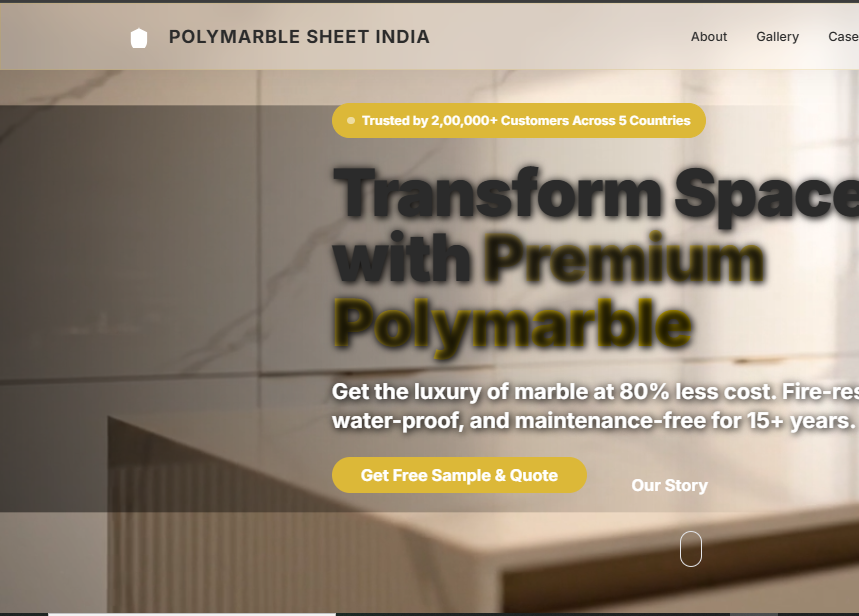 POLYMARBLE SHEET INDIA
About Gallery Case
Trusted by 2,00,000+ Customers Across 5 Countries
Transform Space
with Premium
Polymarble
Get the luxury of marble at 80% less cost. Fire-res
water-proof, and maintenance-free for 15+ years.
Get Free Sample & Quote
Our Story